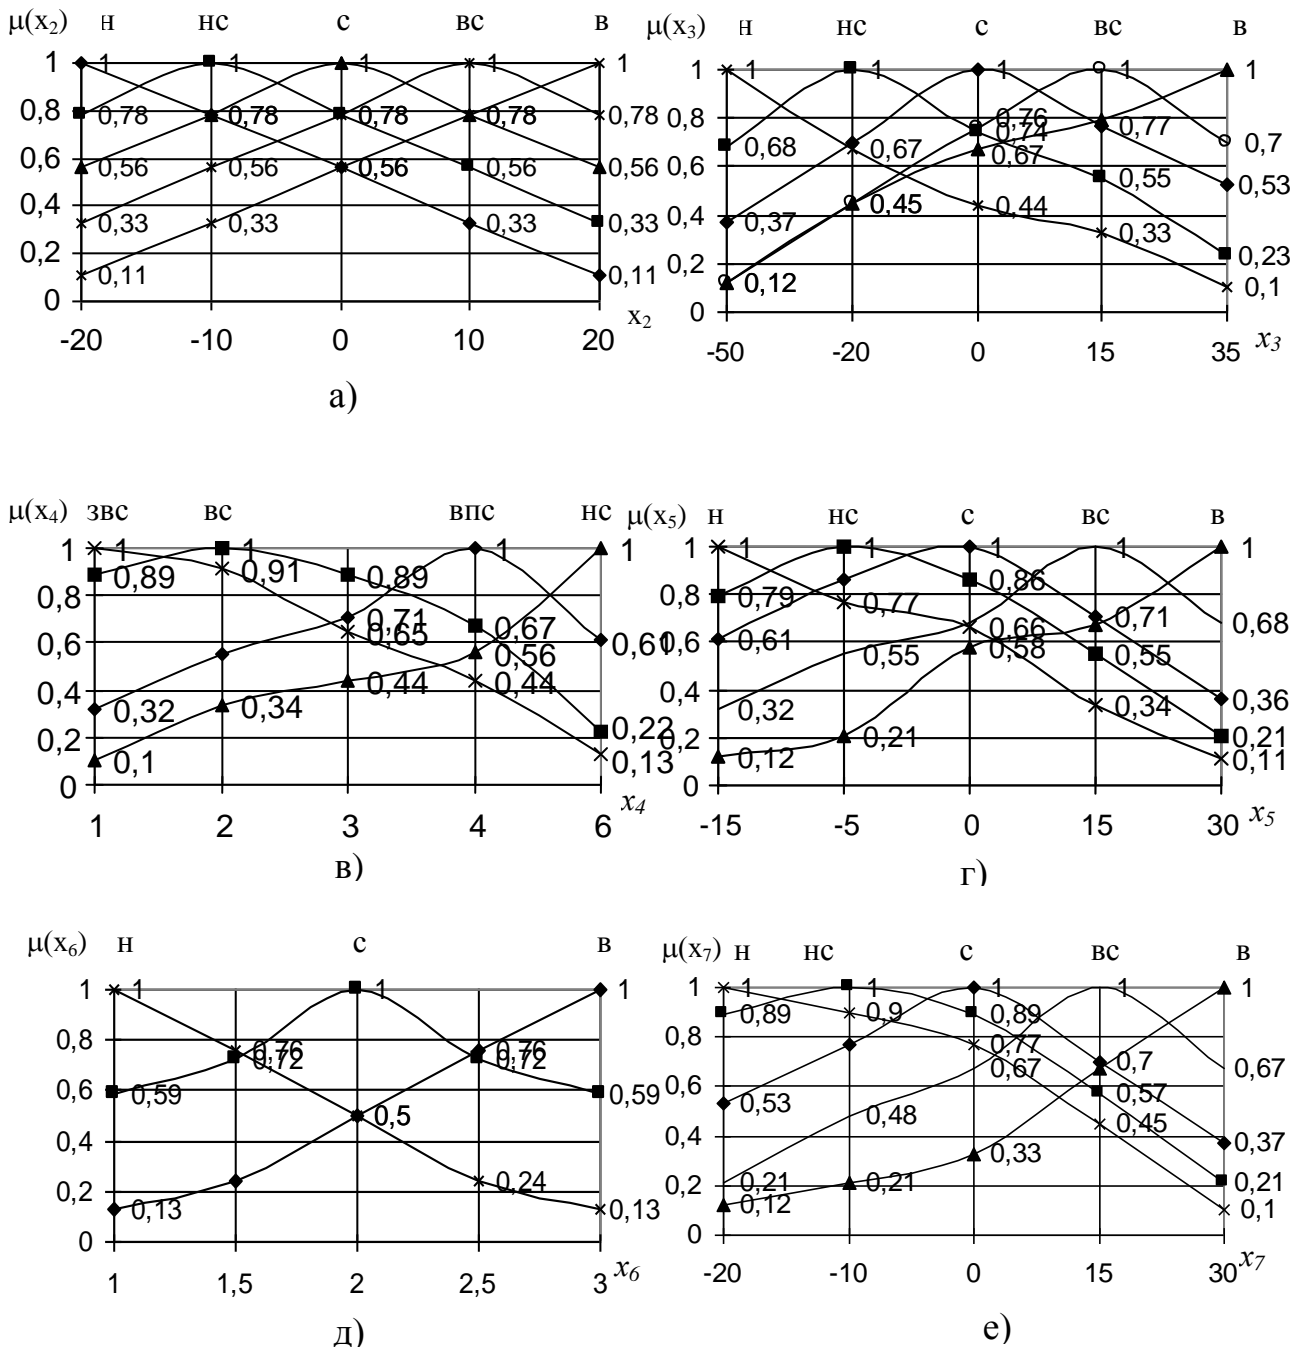 μ(x2) н нс с вс в
1 1 1 1 1 1
0,8 0,78 0,78 0,78 0,78 0,78
0,6 0,56 0,56 0,56 0,56 0,56
0,4 0,33 0,33 0,33 0,33
0,2 0,11 0,11
0 x2
-20 -10 0 10 20
а)
μ(x3) н нс с вс в
1 1 1 1 1 1
0,8 0,68 0,67 0,76 0,77 0,7
0,74
0,6 0,67 0,55 0,53
0,4 0,37 0,45 0,44 0,33 0,23
0,2 0,12 0,1
0
-50 -20 0 15 35 x3
μ(x4) звс вс впс нс
1 1 1 1 1
0,8 0,89 0,91 0,89
0,71
0,6 0,65 0,67 0,61
0,56
0,4 0,32 0,34 0,44 0,44 0,22
0,2 0,1 0,13
0 x4
1 2 3 4 6
в)
μ(x5) н нс с вс в
1 1 1 1 1 1
0,8 0,79 0,77 0,86 0,71 0,68
0,6 0,61 0,55 0,66 0,55
0,58
0,4 0,32 0,34 0,36
0,2 0,12 0,21 0,21
0,11
0 x5
-15 -5 0 15 30
г)
μ(x6) н с в
1 1 1 1
0,8 0,76 0,76
0,72 0,72
0,6 0,59 0,59
0,4 0,5
0,2 0,13 0,24 0,13
0
1 1,5 2 2,5 3 x6
д)
μ(x7) н нс с вс в
1 1 1 1 1 1
0,8 0,89 0,9 0,89 0,7
0,77
0,6 0,53 0,48 0,67 0,57 0,67
0,4 0,45 0,37
0,2 0,21 0,21 0,33 0,21
0,12 0,1
0
-20 -10 0 15 30 x7
е)